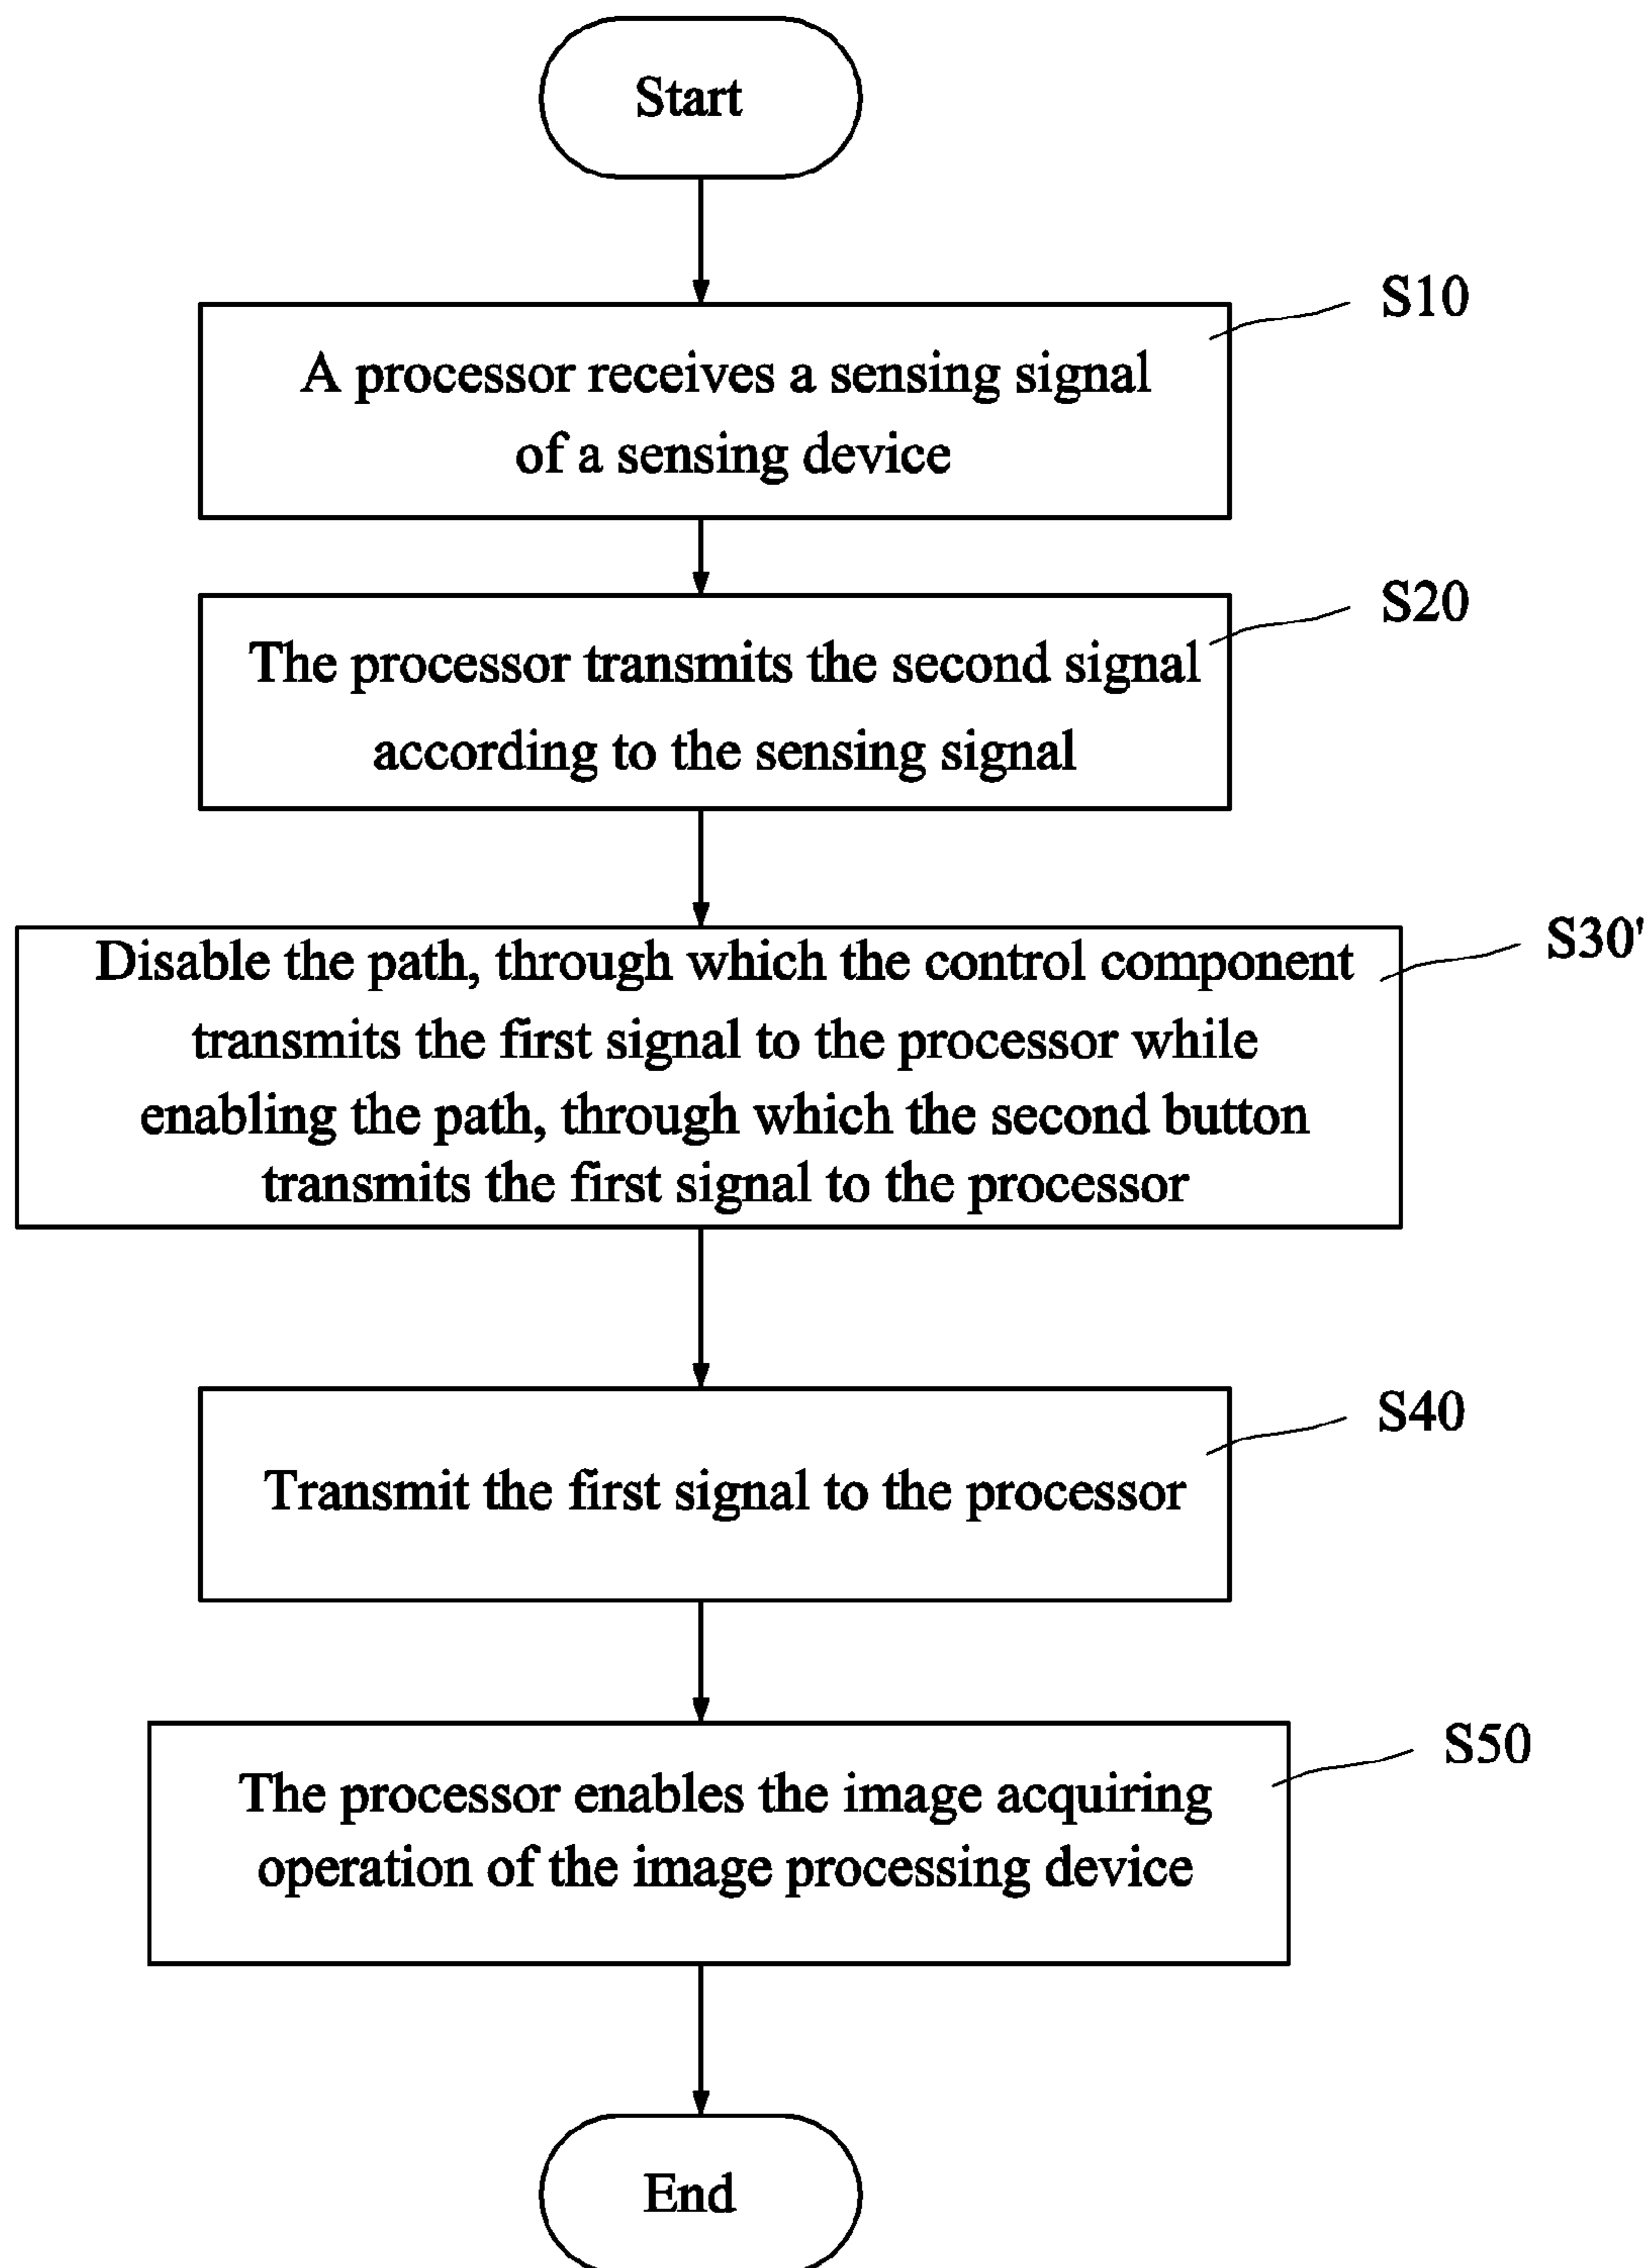 Start
S10
A processor receives a sensing signal
of a sensing device
S20
The processor transmits the second signal
according to the sensing signal
S30'
Disable the path, through which the control component
transmits the first signal to the processor while
enabling the path, through which the second button
transmits the first signal to the processor
S40
Transmit the first signal to the processor
S50
The processor enables the image acquiring
operation of the image processing device
End